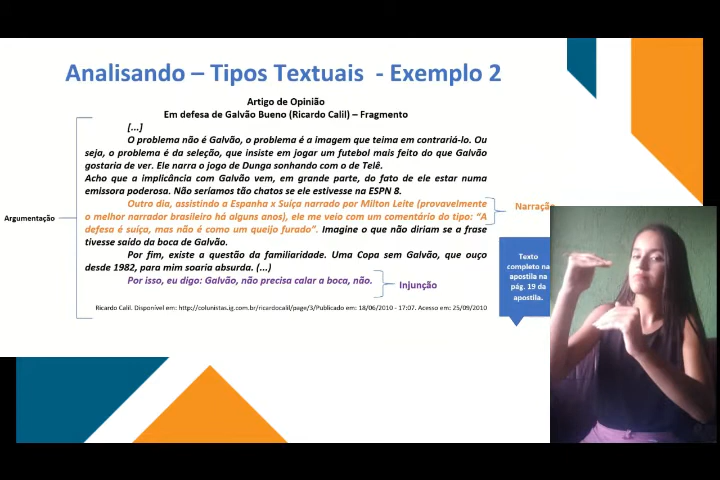 Analisando – Tipos Textuais - Exemplo 2
Artigo de Opinião
Em defesa de Galvão Bueno (Ricardo Calil) – Fragmento
[...]
O problema não é Galvão, o problema é a imagem que teima em contrariá-lo. Ou
seja, o problema é da seleção, que insiste em jogar um futebol mais feito do que Galvão
gostaria de ver. Ele narra o jogo de Dunga sonhando com o de Telê.
Acho que a implicância com Galvão vem, em grande parte, do fato de ele estar numa
emissora poderosa. Não seríamos tão chatos se ele estivesse na ESPN 8.
Outro dia, assistindo a Espanha x Suíça narrado por Milton Leite (provavelmente
o melhor narrador brasileiro há alguns anos), ele me veio com um comentário do tipo: “A
defesa é suíça, mas não é como um queijo furado”. Imagine o que não diriam se a frase
tivesse saído da boca de Galvão.
Por fim, existe a questão da familiaridade. Uma Copa sem Galvão, que ouço
desde 1982, para mim soaria absurda. (...)
Por isso, eu digo: Galvão, não precisa calar a boca, não.
Ricardo Calil. Disponível em: http://colunistas.ig.com.br/ricardocalil/page/3/Publicado em: 18/06/2010 - 17:07. Acesso em: 25/09/2010
Argumentação
Narração
Injunção
Texto
completo na
apostila na
pág. 19 da
apostila.